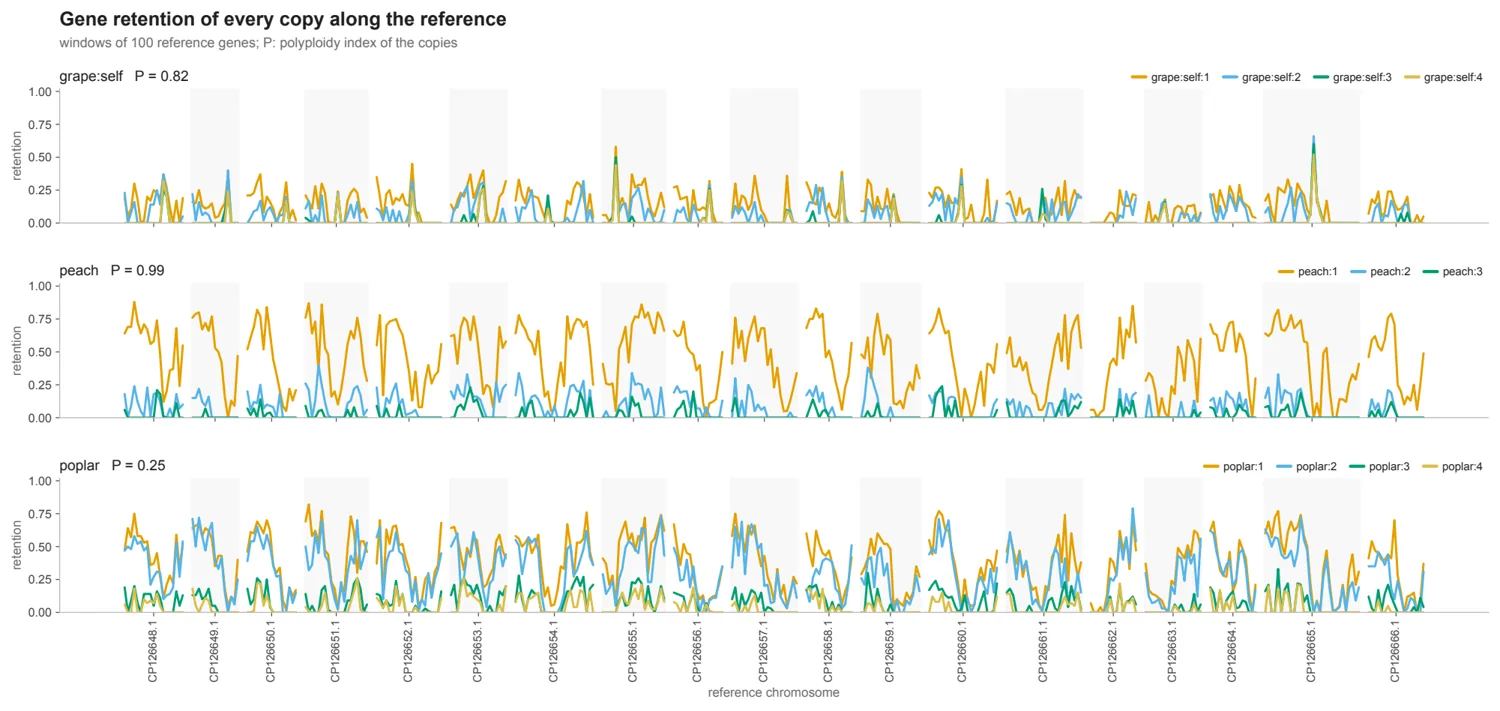 Gene retention of every copy along the reference
windows of 100 reference genes; P: polyploidy index of the copies
grape:self P = 0.82
grape:self:1 grape:self:2 grape:self:3 grape:self:4
1.00
0.75
0.50
0.25
0.00
retention
peach P = 0.99
peach:1 peach:2 peach:3
1.00
0.75
0.50
0.25
0.00
retention
poplar P = 0.25
poplar:1 poplar:2 poplar:3 poplar:4
1.00
0.75
0.50
0.25
0.00
retention
CP126648.1
CP126649.1
CP126650.1
CP126651.1
CP126652.1
CP126653.1
CP126654.1
CP126655.1
CP126656.1
CP126657.1
CP126658.1
CP126659.1
CP126660.1
CP126661.1
CP126662.1
CP126663.1
CP126664.1
CP126665.1
CP126666.1
reference chromosome